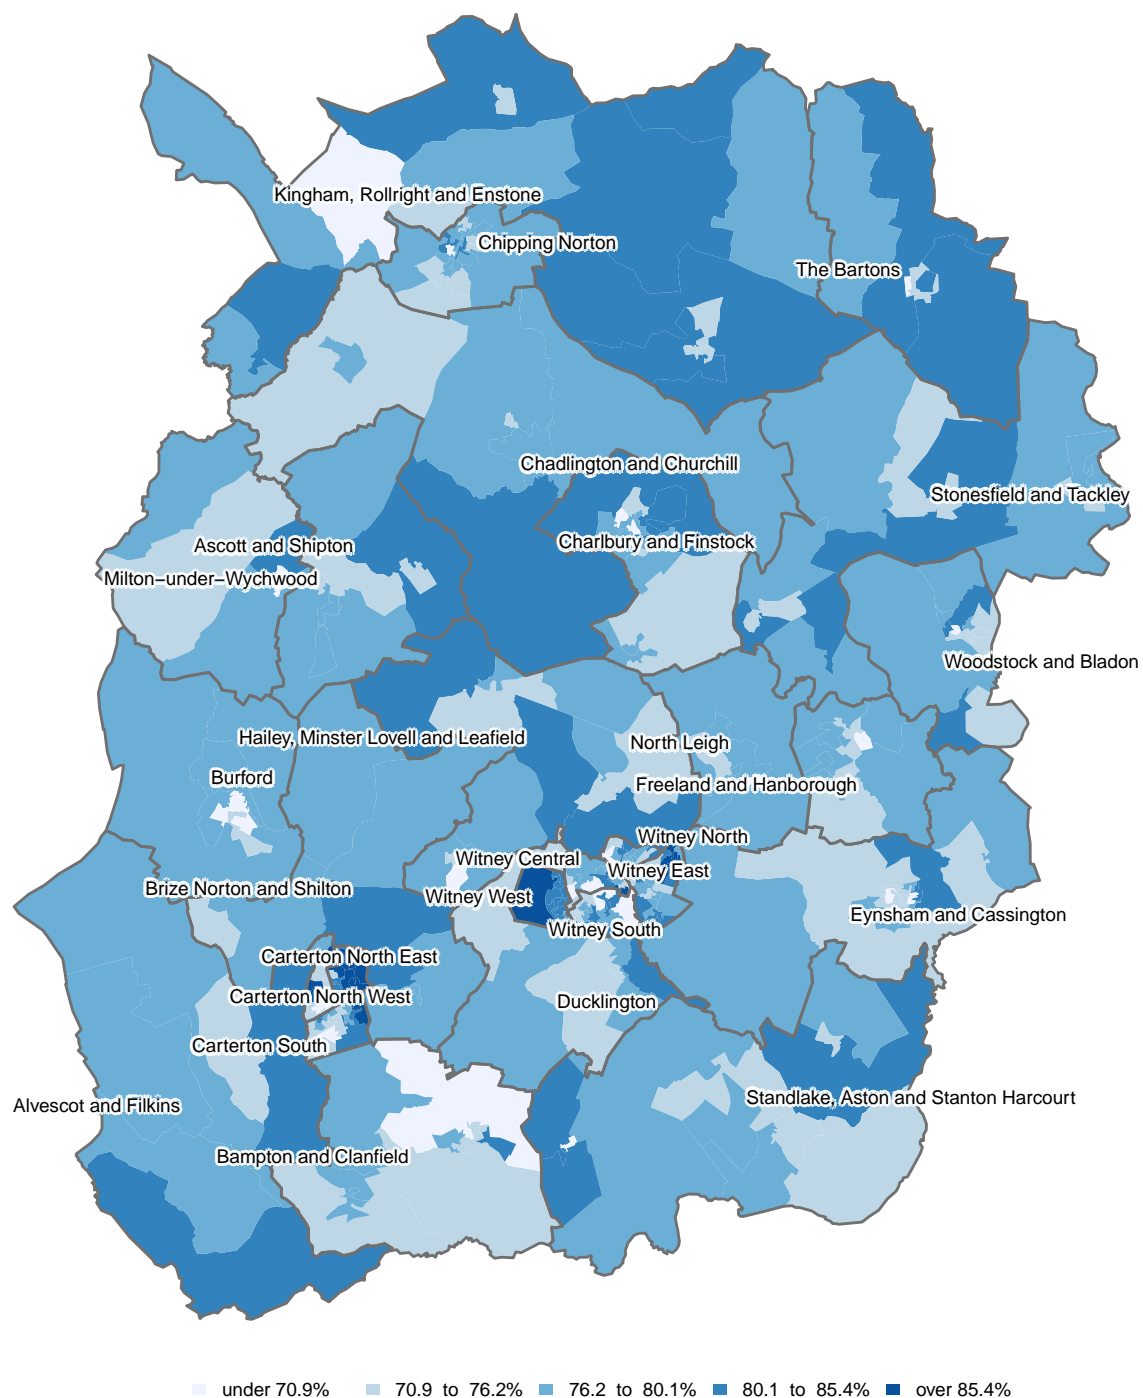 Kingham, Rollright and Enstone
Chipping Norton
The Bartons
Chadlington and Churchill
Stonesfield and Tackley
Charlbury and Finstock
Ascott and Shipton
Milton−under−Wychwood
Woodstock and Bladon
Hailey, Minster Lovell and Leafield
North Leigh
Burford
Freeland and Hanborough
Witney North
Witney Central
Witney East
Brize Norton and Shilton
Witney West
Eynsham and Cassington
Witney South
Carterton North East
Carterton North West
Ducklington
Carterton South
Standlake, Aston and Stanton Harcourt
Alvescot and Filkins
Bampton and Clanfield
under 70.9% 70.9 to 76.2% 76.2 to 80.1% 80.1 to 85.4% over 85.4%